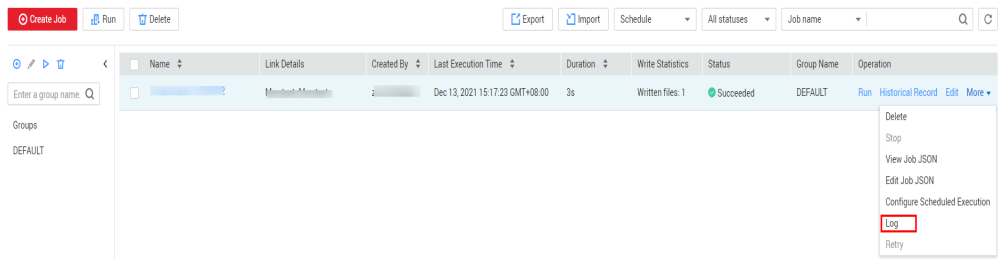 Create Job Run Delete Export Import Schedule All statuses Job name
Name Link Details Created By Last Execution Time Duration Write Statistics Status Group Name Operation
Enter a group name
Dec 13, 2021 15:17:23 GMT+08:00 3s Written files: 1 Succeeded DEFAULT Run Historical Record Edit More
Groups
DEFAULT
Delete
Stop
View Job JSON
Edit Job JSON
Configure Scheduled Execution
Log
Retry